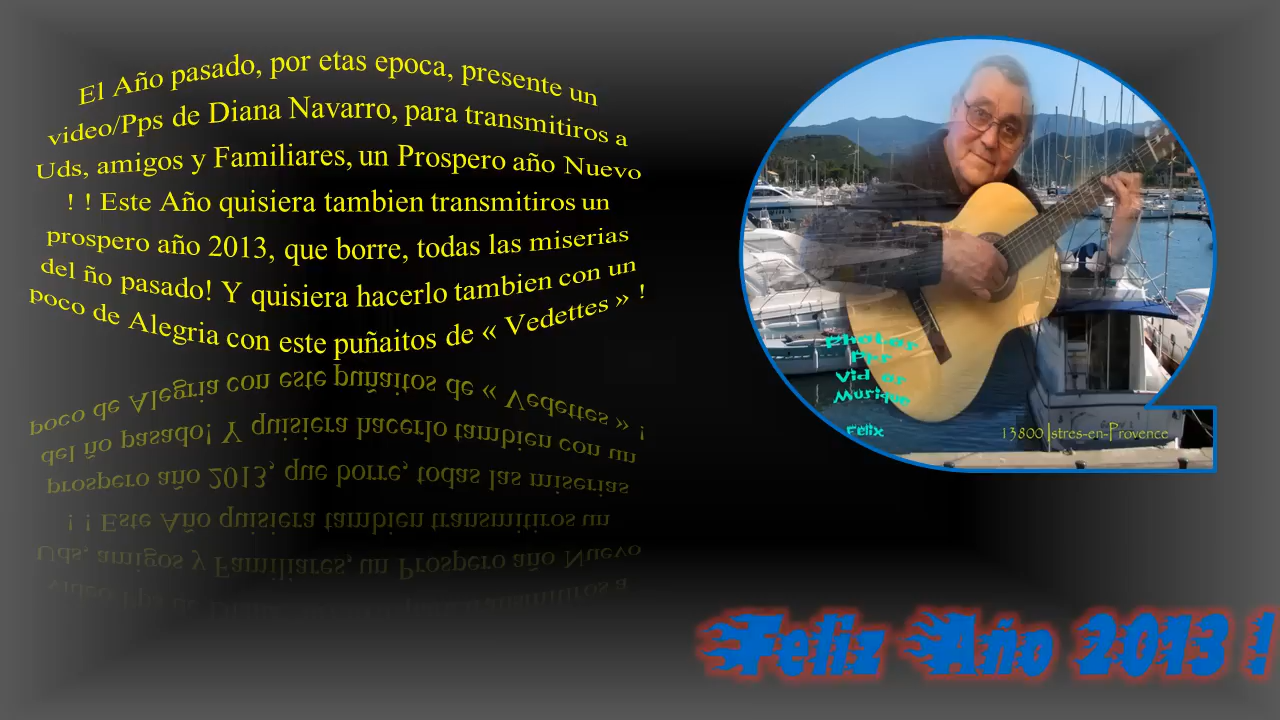 El Año pasado, por etas epoca, presente un
video/Pps de Diana Navarro, para transmitiros a
Uds, amigos y Familiares, un Prospero año Nuevo
! ! Este Año quisiera tambien transmitiros un
prospero año 2013, que borre, todas las miserias
del ño pasado! Y quisiera hacerlo tambien con un
poco de Alegria con este puñaitos de « Vedettes » !
Photos
Pps
Vid os
Musique
Felix
13800 Istres-en-Provence
Feliz Año 2013 !